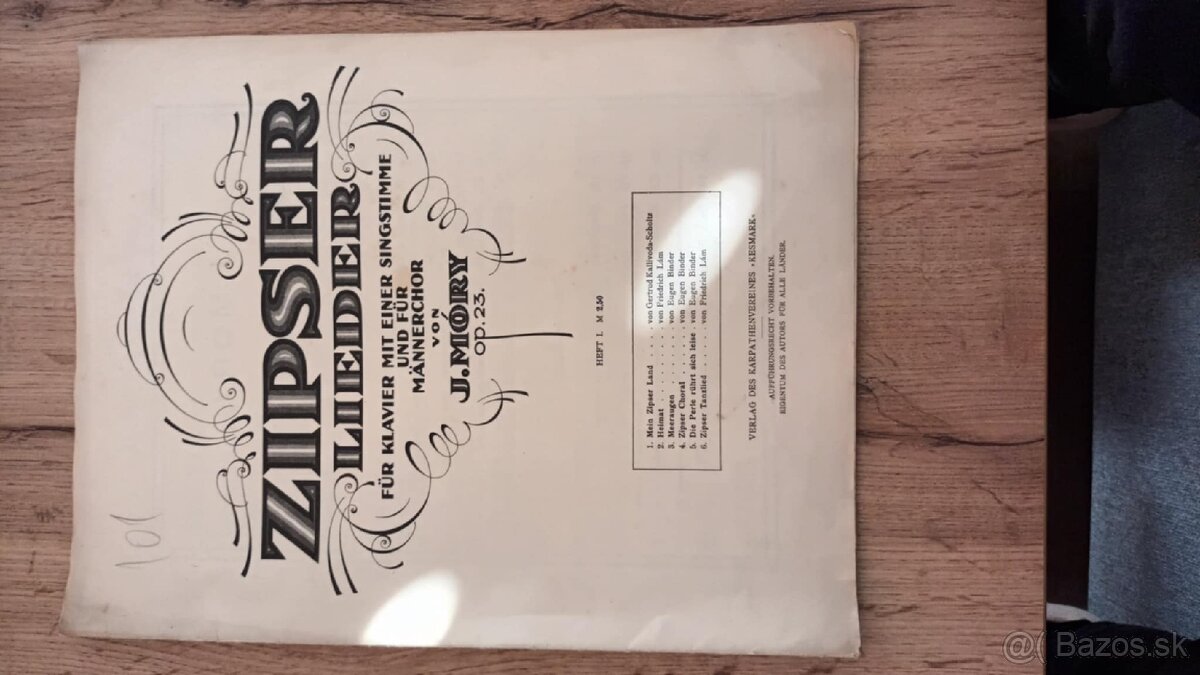 101
ZIPSER
LIEDER
FÜR KLAVIER MIT EINER SINGSTIMME
UND FÜR
MÄNNERCHOR
VON
J. MÓRY
op. 23.
HEFT I. M 2.50
1. Mein Zipser Land . . . . . von Gertrud Kallivoda-Scholtz
2. Heimat . . . . . . . . von Friedrich Lám
3. Meeraugen . . . . . . . von Eugen Binder
4. Zipser Choral . . . . . . von Eugen Binder
5. Die Perle rührt sich leise . von Eugen Binder
6. Zipser Tanzlied . . . . . von Friedrich Lám
VERLAG DES KARPATHENVEREINES »KESMARK«
AUFFÜHRUNGSRECHT VORBEHALTEN.
EIGENTUM DES AUTORS FÜR ALLE LÄNDER.
@( Bazos.sk